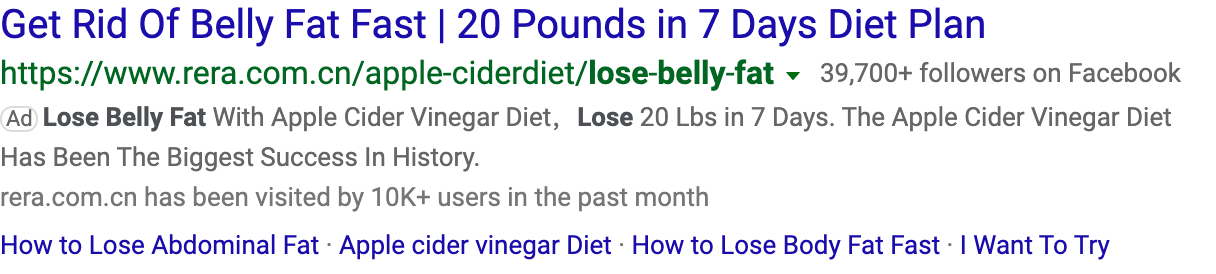 Get Rid Of Belly Fat Fast | 20 Pounds in 7 Days Diet Plan
https://www.rera.com.cn/apple-ciderdiet/lose-belly-fat 39,700+ followers on Facebook
Ad Lose Belly Fat With Apple Cider Vinegar Diet, Lose 20 Lbs in 7 Days. The Apple Cider Vinegar Diet
Has Been The Biggest Success In History.
rera.com.cn has been visited by 10K+ users in the past month
How to Lose Abdominal Fat · Apple cider vinegar Diet · How to Lose Body Fat Fast · I Want To Try